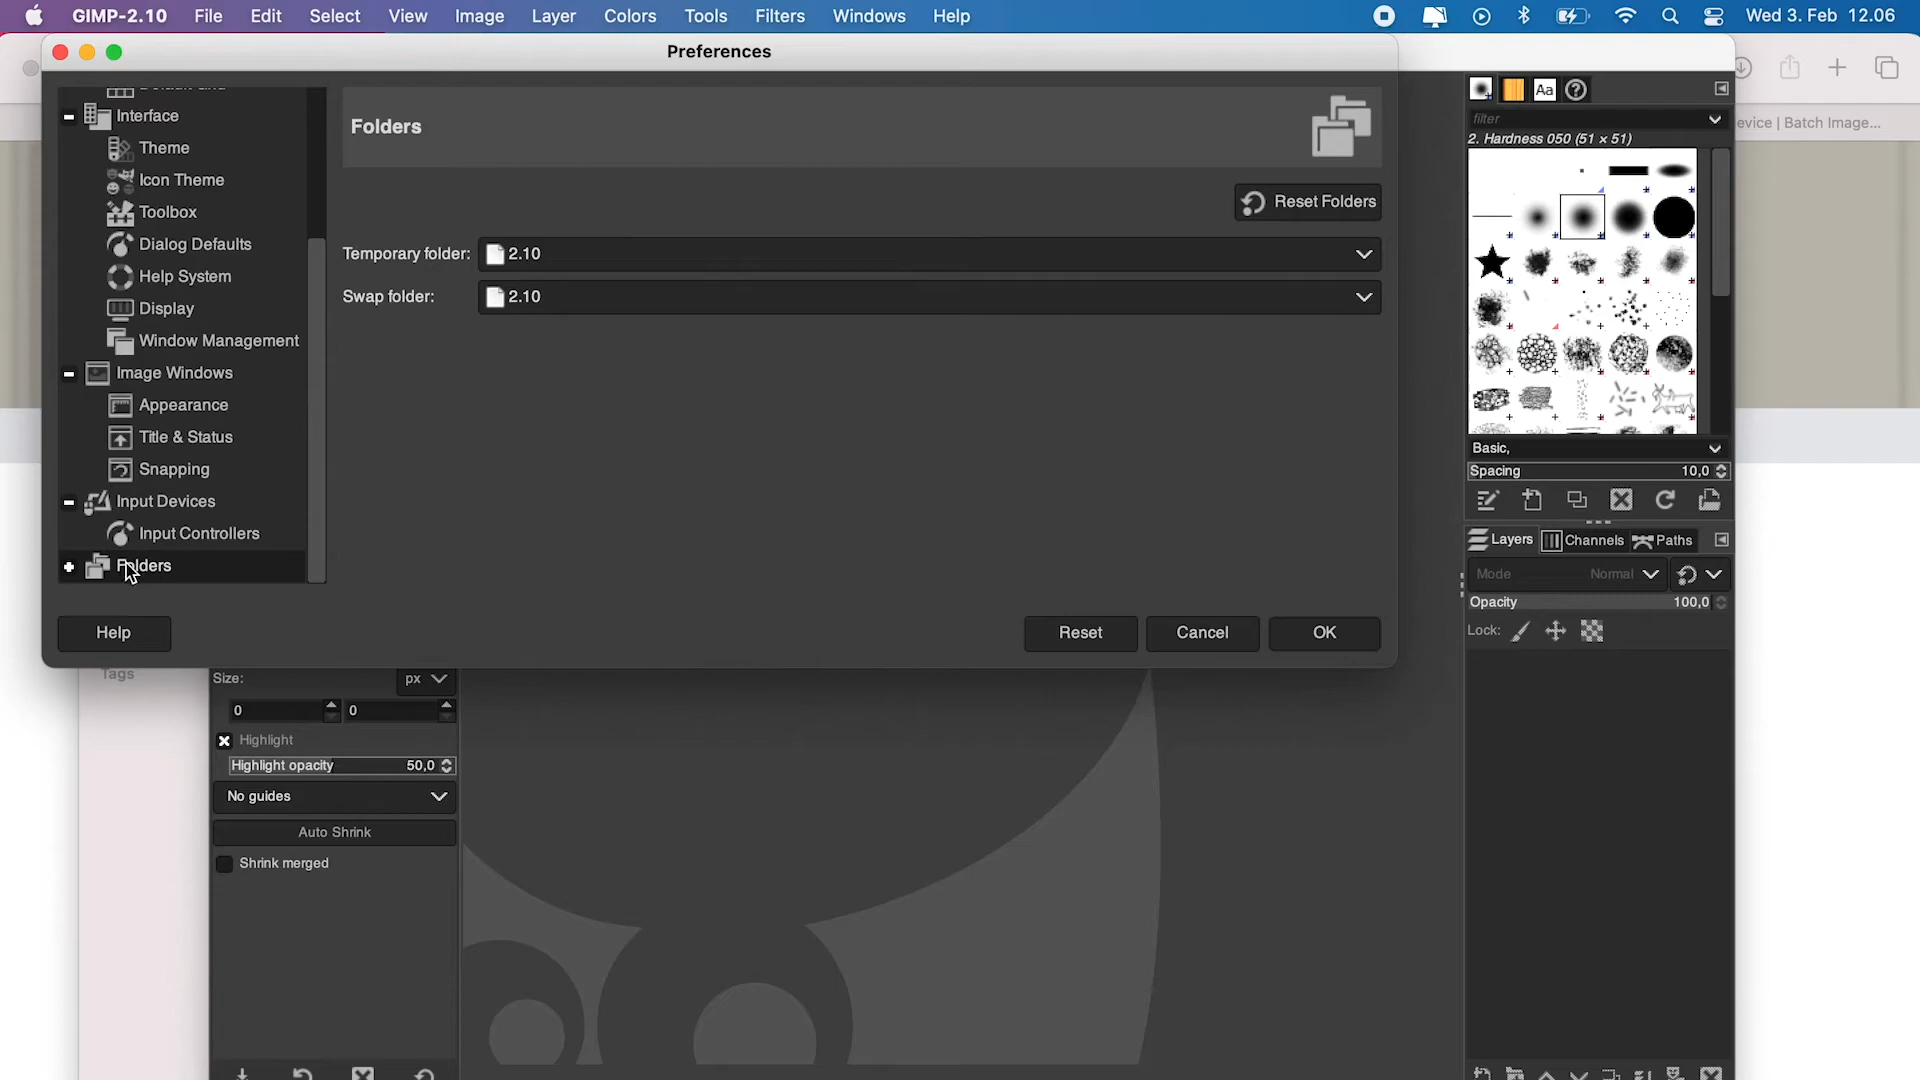 GIMP-2.10 File Edit Select View Image Layer Colors Tools Filters Windows Help Wed 3. Feb 12.06
Preferences
Interface
Theme
Icon Theme
Toolbox
Dialog Defaults
Help System
Display
Window Management
Image Windows
Appearance
Title & Status
Snapping
Input Devices
Input Controllers
Folders
Folders
Reset Folders
Temporary folder: 2.10
Swap folder: 2.10
Help
Reset Cancel OK
Tags
Size: px
0 0
Highlight
Highlight opacity 50,0
No guides
Auto Shrink
Shrink merged
Aa
filter
2. Hardness 050 (51 × 51)
Basic,
Spacing 10,0
Layers Channels Paths
Mode Normal
Opacity 100,0
Lock:
evice | Batch Image...